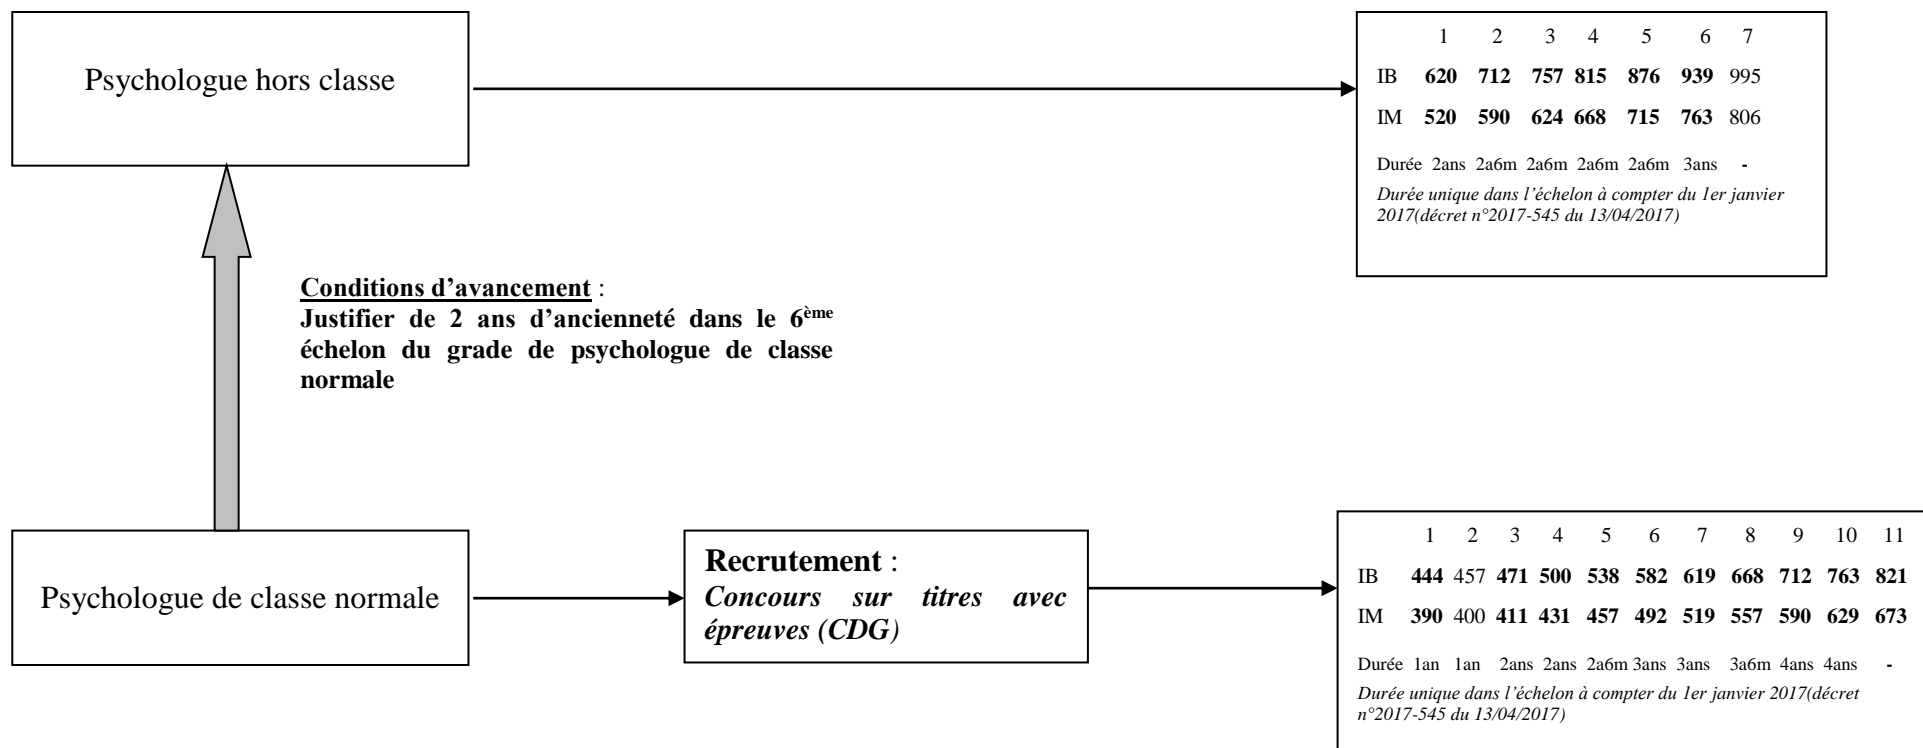 Psychologue hors classe
1 2 3 4 5 6 7
IB 620 712 757 815 876 939 995
IM 520 590 624 668 715 763 806
Durée 2ans 2a6m 2a6m 2a6m 2a6m 3ans -
Durée unique dans l’échelon à compter du 1er janvier
2017(décret n°2017-545 du 13/04/2017)
Conditions d’avancement :
Justifier de 2 ans d’ancienneté dans le 6ème
échelon du grade de psychologue de classe
normale
Psychologue de classe normale
Recrutement :
Concours sur titres avec
épreuves (CDG)
1 2 3 4 5 6 7 8 9 10 11
IB 444 457 471 500 538 582 619 668 712 763 821
IM 390 400 411 431 457 492 519 557 590 629 673
Durée 1an 1an 2ans 2ans 2a6m 3ans 3ans 3a6m 4ans 4ans -
Durée unique dans l’échelon à compter du 1er janvier 2017(décret
n°2017-545 du 13/04/2017)